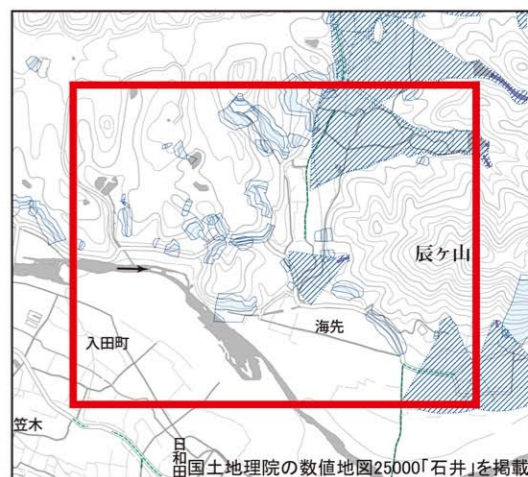 辰ヶ山
海先
入田町
笠木
日和田
国土地理院の数値地図25000「石井」を掲載